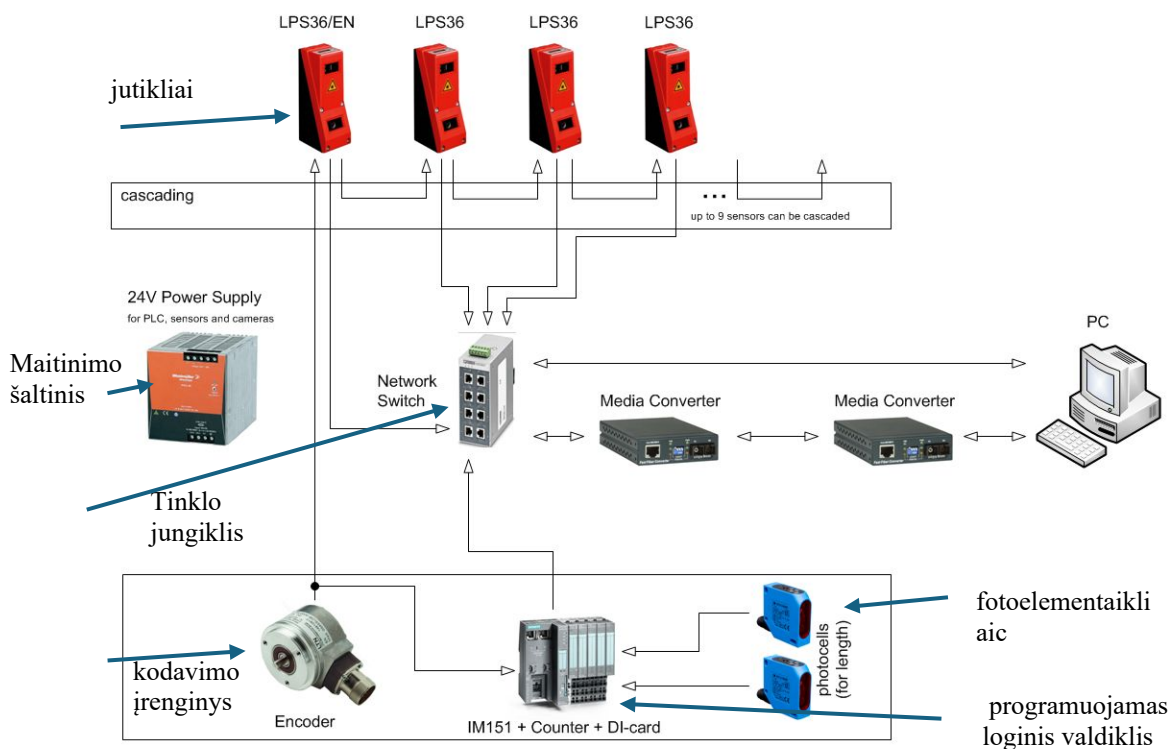 LPS36/EN
LPS36
LPS36
LPS36
jutikliai
cascading
...
up to 9 sensors can be cascaded
24V Power Supply
for PLC, sensors and cameras
PC
Maitinimo
šaltinis
Network
Switch
Media Converter
Media Converter
Tinklo
jungiklis
fotoelementaikli
aic
photocells
(for length)
kodavimo
įrenginys
Encoder
IM151 + Counter + DI-card
programuojamas
loginis valdiklis